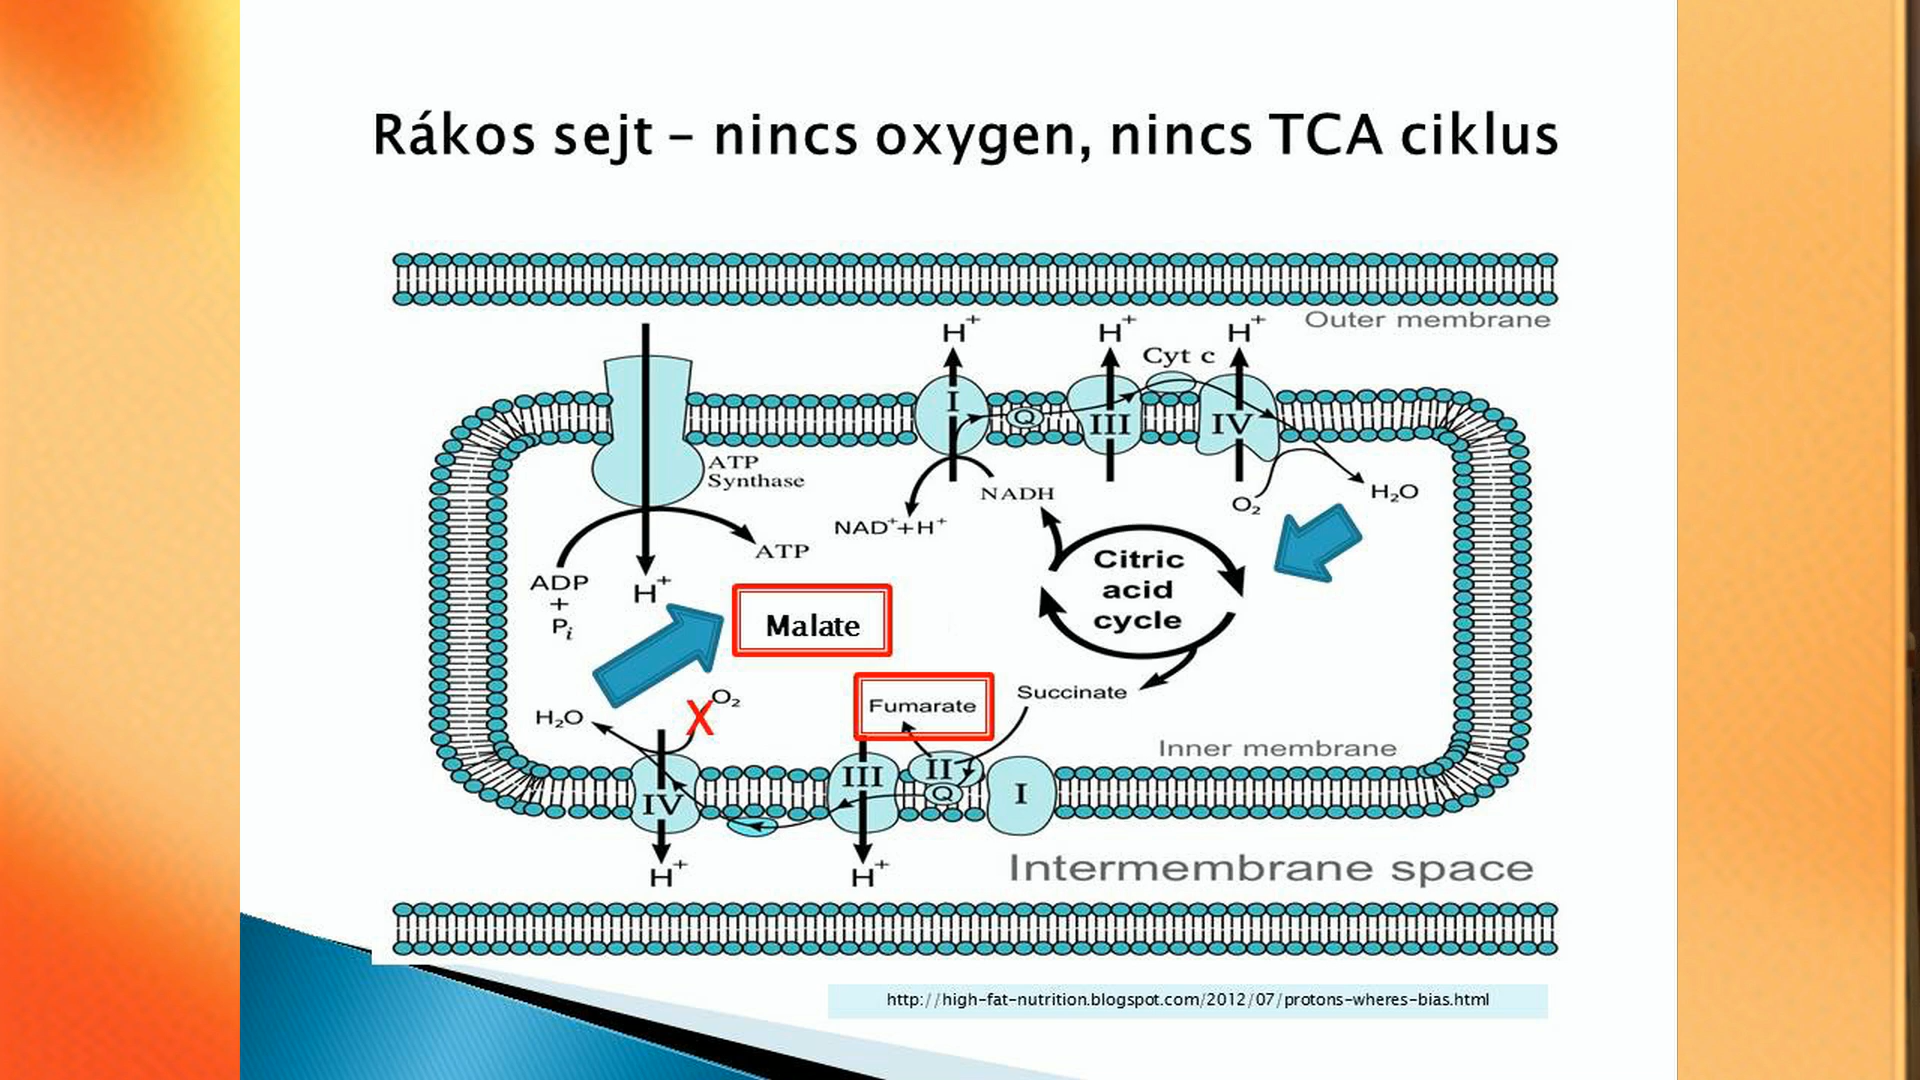 Rákos sejt – nincs oxygen, nincs TCA ciklus
Outer membrane
H+
H+
H+
Cyt c
I
Q
III
IV
ATP
Synthase
NADH
NAD++H+
O2
H2O
ATP
ADP
+
Pi
H+
Citric
acid
cycle
Malate
Succinate
Fumarate
O2
X
H2O
Inner membrane
IV
III
II
Q
I
H+
H+
Intermembrane space
http://high-fat-nutrition.blogspot.com/2012/07/protons-wheres-bias.html